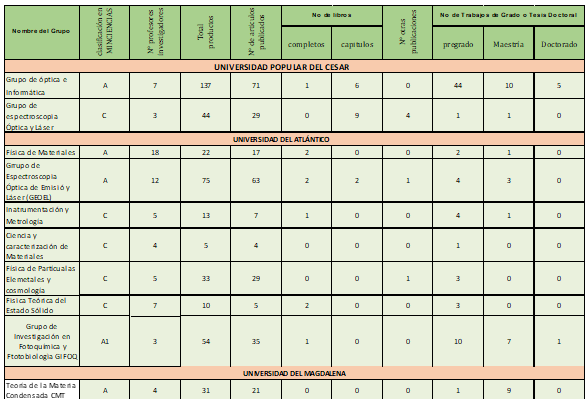 Nombre del Grupo
clasificación en
MINCIENCIAS
N° profesores
investigadores
Total
productos
N° de artículos
publicados
No de libros
completos
capítulos
N° otras
publicaciones
No de Trabajos de Grado o Tesis Doctoral
pregrado
Maestría
Doctorado
UNIVERSIDAD POPULAR DEL CESAR
Grupo de óptica e
Informática
A 7 137 71 1 6 0 44 10 5
Grupo de
espectroscopia
Óptica y Láser
C 3 44 29 0 9 4 1 1 0
UNIVERSIDAD DEL ATLÁNTICO
Física de Materiales A 18 22 17 2 0 0 2 1 0
Grupo de
Espectroscopia
Óptica de Emisió y
Láser (GEOEL)
A 12 75 63 2 2 1 4 3 0
Instrumentación y
Metrología
C 5 13 7 1 0 0 4 1 0
Ciencia y
caracterización de
Materiales
C 4 5 4 0 0 0 1 0 0
Física de Particualas
Elemetales y
cosmología
C 5 33 29 0 0 1 3 0 0
Física Teórica del
Estado Sólido
C 7 10 5 2 0 0 3 0 0
Grupo de
Investigación en
Fotoquímica y
Ftotobiología GIFOQ
A1 3 54 35 1 0 0 10 7 1
UNIVERSIDAD DEL MAGDALENA
Teoría de la Materia
Condensada CMT
A 4 31 21 0 0 0 1 9 0